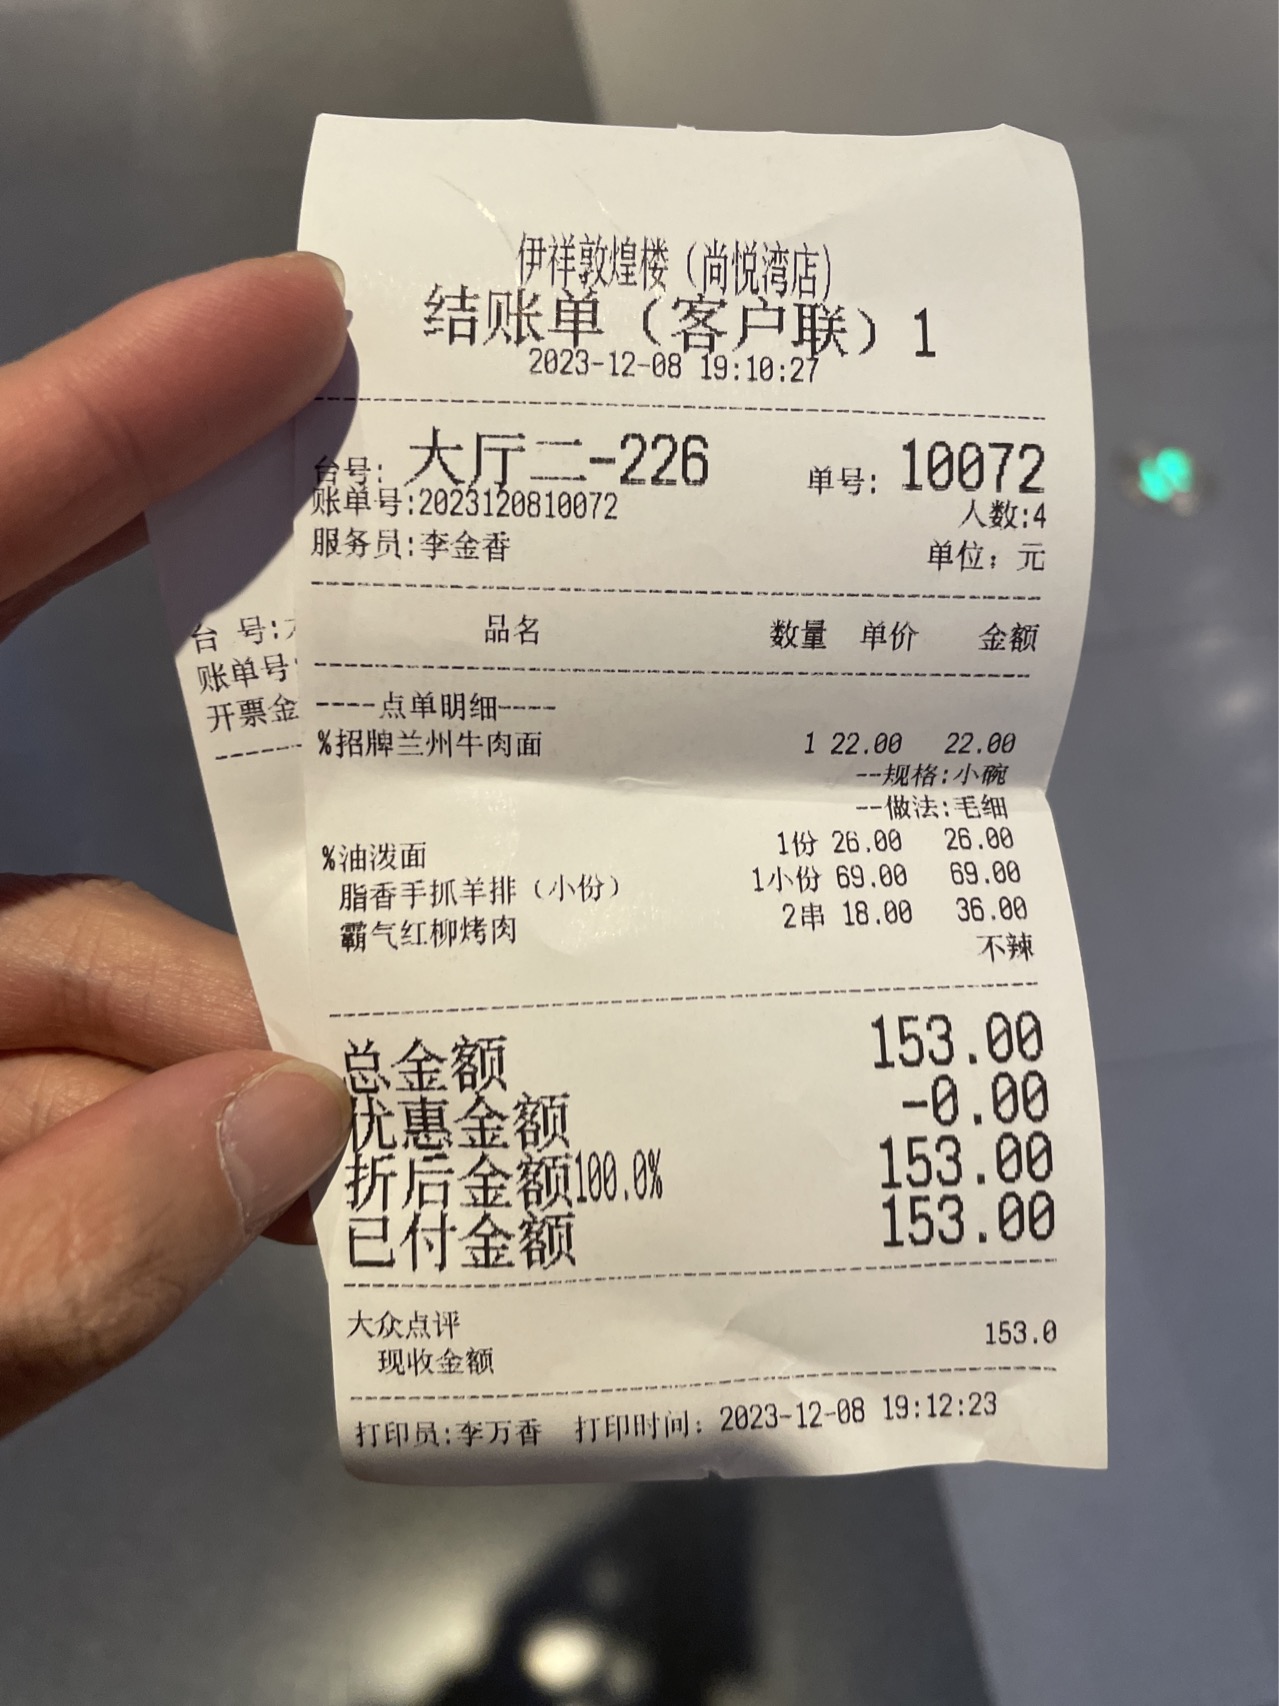 伊祥敦煌楼（尚悦湾店）
结账单（客户联）1
2023-12-08 19:10:27
台号: 大厅二-226 单号: 10072
账单号:2023120810072 人数:4
服务员:李金香 单位: 元
品名 数量 单价 金额
----点单明细----
%招牌兰州牛肉面 1 22.00 22.00
--规格:小碗
--做法:毛细
%油泼面 1份 26.00 26.00
脂香手抓羊排（小份） 1小份 69.00 69.00
霸气红柳烤肉 2串 18.00 36.00
不辣
总金额 153.00
优惠金额 -0.00
折后金额100.0% 153.00
已付金额 153.00
大众点评 153.0
现收金额
打印员:李万香 打印时间: 2023-12-08 19:12:23
台 号:
账单号
开票金